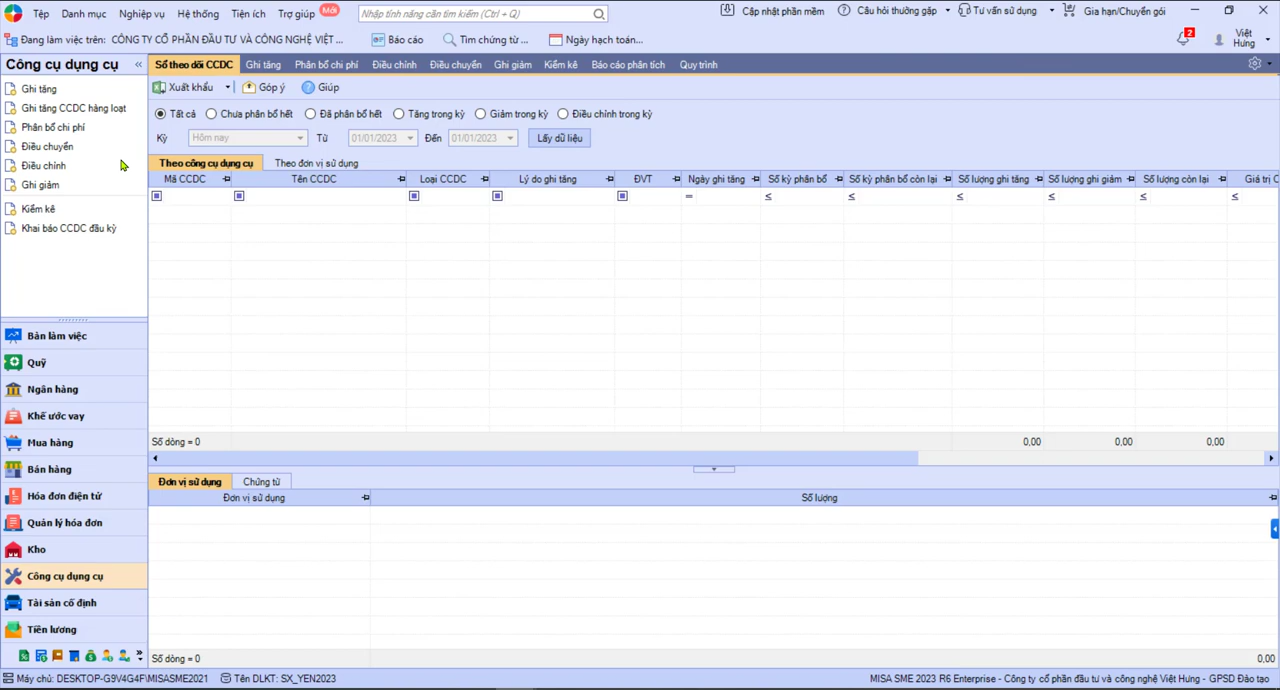 Tệp Danh mục Nghiệp vụ Hệ thống Tiện ích Trợ giúp Mới Nhập tính năng cần tìm kiếm (Ctrl + Q) Cập nhật phần mềm Câu hỏi thường gặp Tư vấn sử dụng Gia hạn/Chuyển gói
Đang làm việc trên: CÔNG TY CỔ PHẦN ĐẦU TƯ VÀ CÔNG NGHỆ VIỆT ... Báo cáo Tìm chứng từ ... Ngày hạch toán... 2 Việt Hưng
Công cụ dụng cụ «
Ghi tăng
Ghi tăng CCDC hàng loạt
Phân bổ chi phí
Điều chuyển
Điều chỉnh
Ghi giảm
Kiểm kê
Khai báo CCDC đầu kỳ
Bàn làm việc
Quỹ
Ngân hàng
Khế ước vay
Mua hàng
Bán hàng
Hóa đơn điện tử
Quản lý hóa đơn
Kho
Công cụ dụng cụ
Tài sản cố định
Tiền lương
Sổ theo dõi CCDC Ghi tăng Phân bổ chi phí Điều chỉnh Điều chuyển Ghi giảm Kiểm kê Báo cáo phân tích Quy trình
Xuất khẩu Góp ý Giúp
Tất cả Chưa phân bổ hết Đã phân bổ hết Tăng trong kỳ Giảm trong kỳ Điều chỉnh trong kỳ
Kỳ Hôm nay Từ 01/01/2023 Đến 01/01/2023 Lấy dữ liệu
Theo công cụ dụng cụ Theo đơn vị sử dụng
Mã CCDC Tên CCDC Loại CCDC Lý do ghi tăng ĐVT Ngày ghi tăng Số kỳ phân bổ Số kỳ phân bổ còn lại Số lượng ghi tăng Số lượng ghi giảm Số lượng còn lại Giá trị C
= ≤ ≤ ≤ ≤ ≤ ≤
Số dòng = 0 0,00 0,00 0,00
Đơn vị sử dụng Chứng từ
Đơn vị sử dụng Số lượng
Số dòng = 0 0,00
Máy chủ: DESKTOP-G9V4G4F\MISASME2021 Tên DLKT: SX_YEN2023 MISA SME 2023 R6 Enterprise - Công ty cổ phần đầu tư và công nghệ Việt Hưng - GPSD Đào tạo